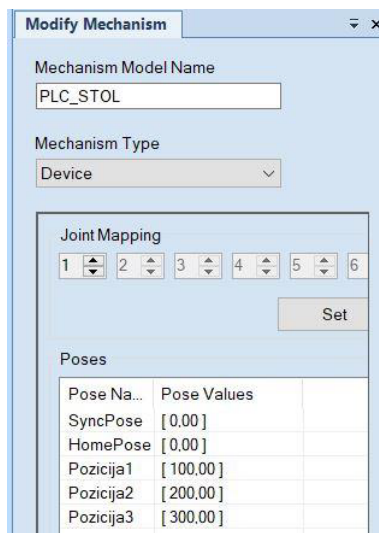 Modify Mechanism
Mechanism Model Name
PLC_STOL
Mechanism Type
Device
Joint Mapping
1 2 3 4 5 6
Set
Poses
Pose Na... Pose Values
SyncPose [ 0,00 ]
HomePose [ 0,00 ]
Pozicija1 [ 100,00 ]
Pozicija2 [ 200,00 ]
Pozicija3 [ 300,00 ]